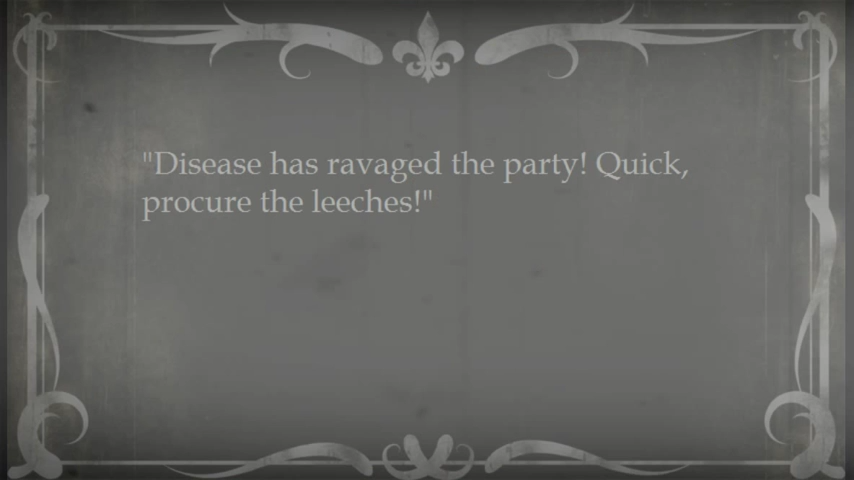 "Disease has ravaged the party! Quick,
procure the leeches!"